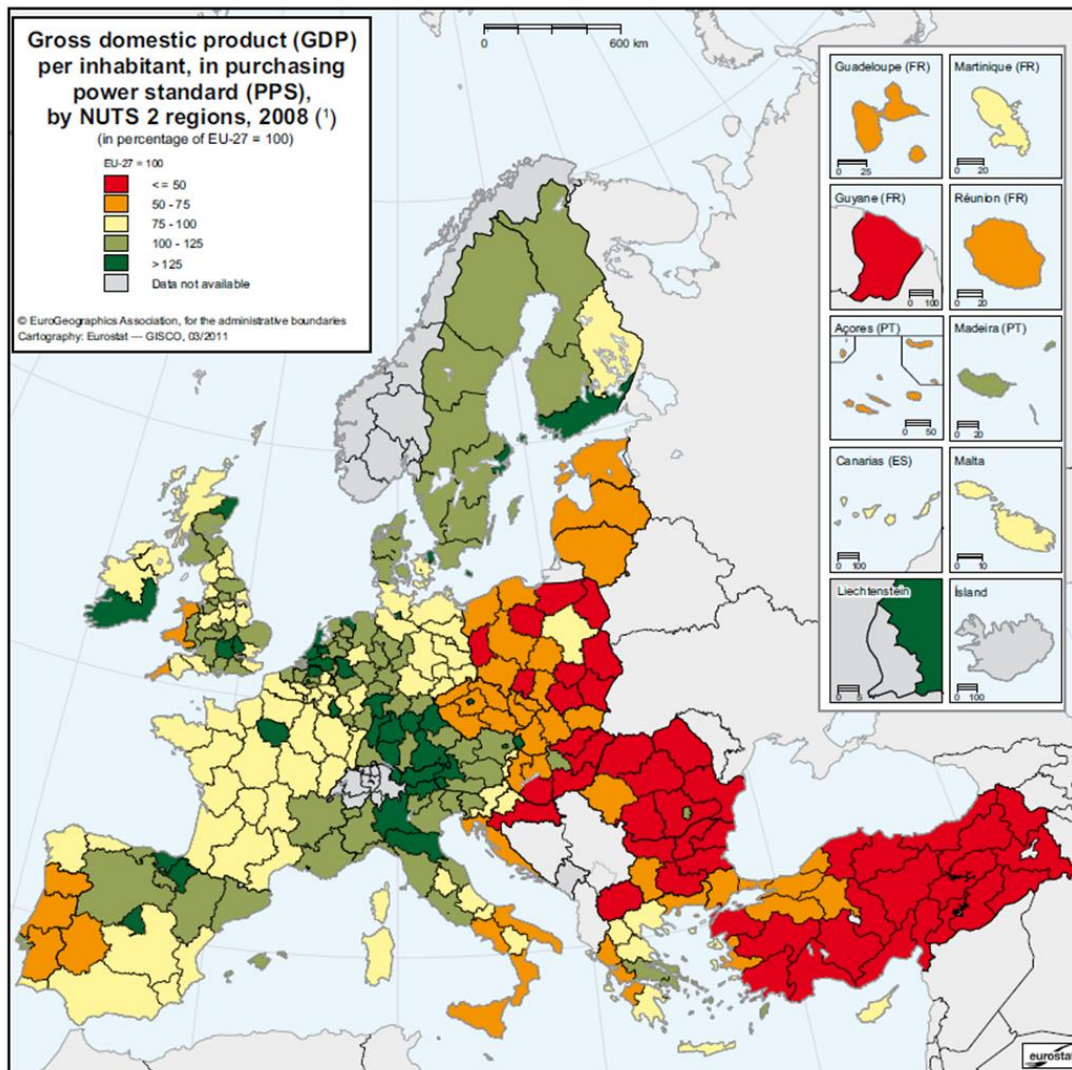 Gross domestic product (GDP)
per inhabitant, in purchasing
power standard (PPS),
by NUTS 2 regions, 2008 (¹)
(in percentage of EU-27 = 100)
EU-27 = 100
<= 50
50 - 75
75 - 100
100 - 125
> 125
Data not available
© EuroGeographics Association, for the administrative boundaries
Cartography: Eurostat — GISCO, 03/2011
0 600 km
Guadeloupe (FR)
0 25
Martinique (FR)
0 20
Guyane (FR)
0 100
Réunion (FR)
0 20
Açores (PT)
0 50
Madeira (PT)
0 20
Canarias (ES)
0 100
Malta
0 10
Liechtenstein
0 5
Ísland
0 100
eurostat